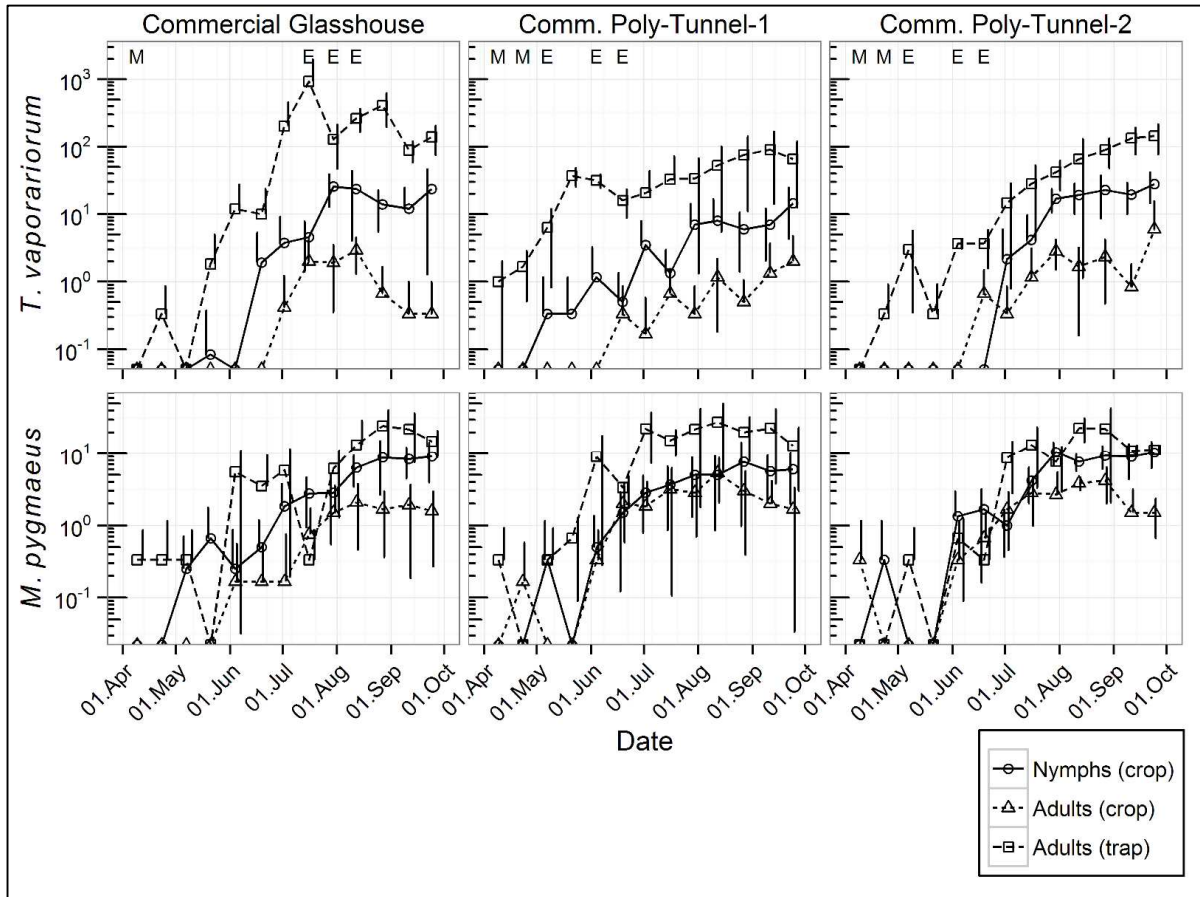 Commercial Glasshouse Comm. Poly-Tunnel-1 Comm. Poly-Tunnel-2
M E E E M M E E E M M E E E
T. vaporariorum
10³
10²
10¹
10⁰
10⁻¹
M. pygmaeus
10¹
10⁰
10⁻¹
01.Apr 01.May 01.Jun 01.Jul 01.Aug 01.Sep 01.Oct 01.Apr 01.May 01.Jun 01.Jul 01.Aug 01.Sep 01.Oct 01.Apr 01.May 01.Jun 01.Jul 01.Aug 01.Sep 01.Oct
Date
Nymphs (crop)
Adults (crop)
Adults (trap)